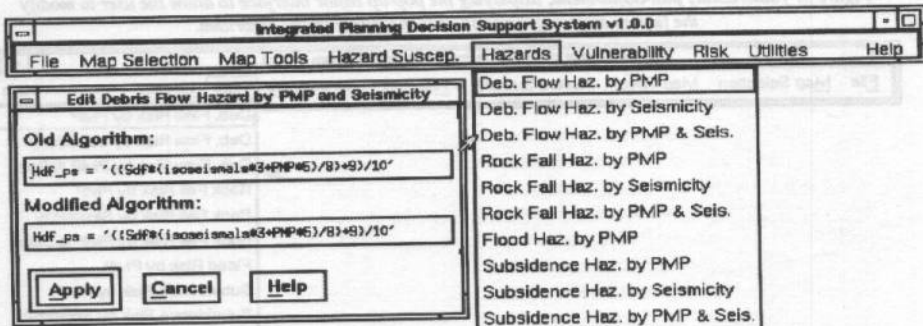 Integrated Planning Decision Support System v1.0.0
File Map Selection Map Tools Hazard Suscep. Hazards Vulnerability Risk Utilities Help
Edit Debris Flow Hazard by PMP and Seismicity
Old Algorithm:
Hdf_ps = "((Sdf*(isoseismals*3+PMP*5)/8)+9)/10"
Modified Algorithm:
Hdf_ps = "((Sdf*(isoseismals*3+PMP*5)/8)+9)/10"
Apply Cancel Help
Deb. Flow Haz. by PMP
Deb. Flow Haz. by Seismicity
Deb. Flow Haz. by PMP & Seis.
Rock Fall Haz. by PMP
Rock Fall Haz. by Seismicity
Rock Fall Haz. by PMP & Seis.
Flood Haz. by PMP
Subsidence Haz. by PMP
Subsidence Haz. by Seismicity
Subsidence Haz. by PMP & Seis.